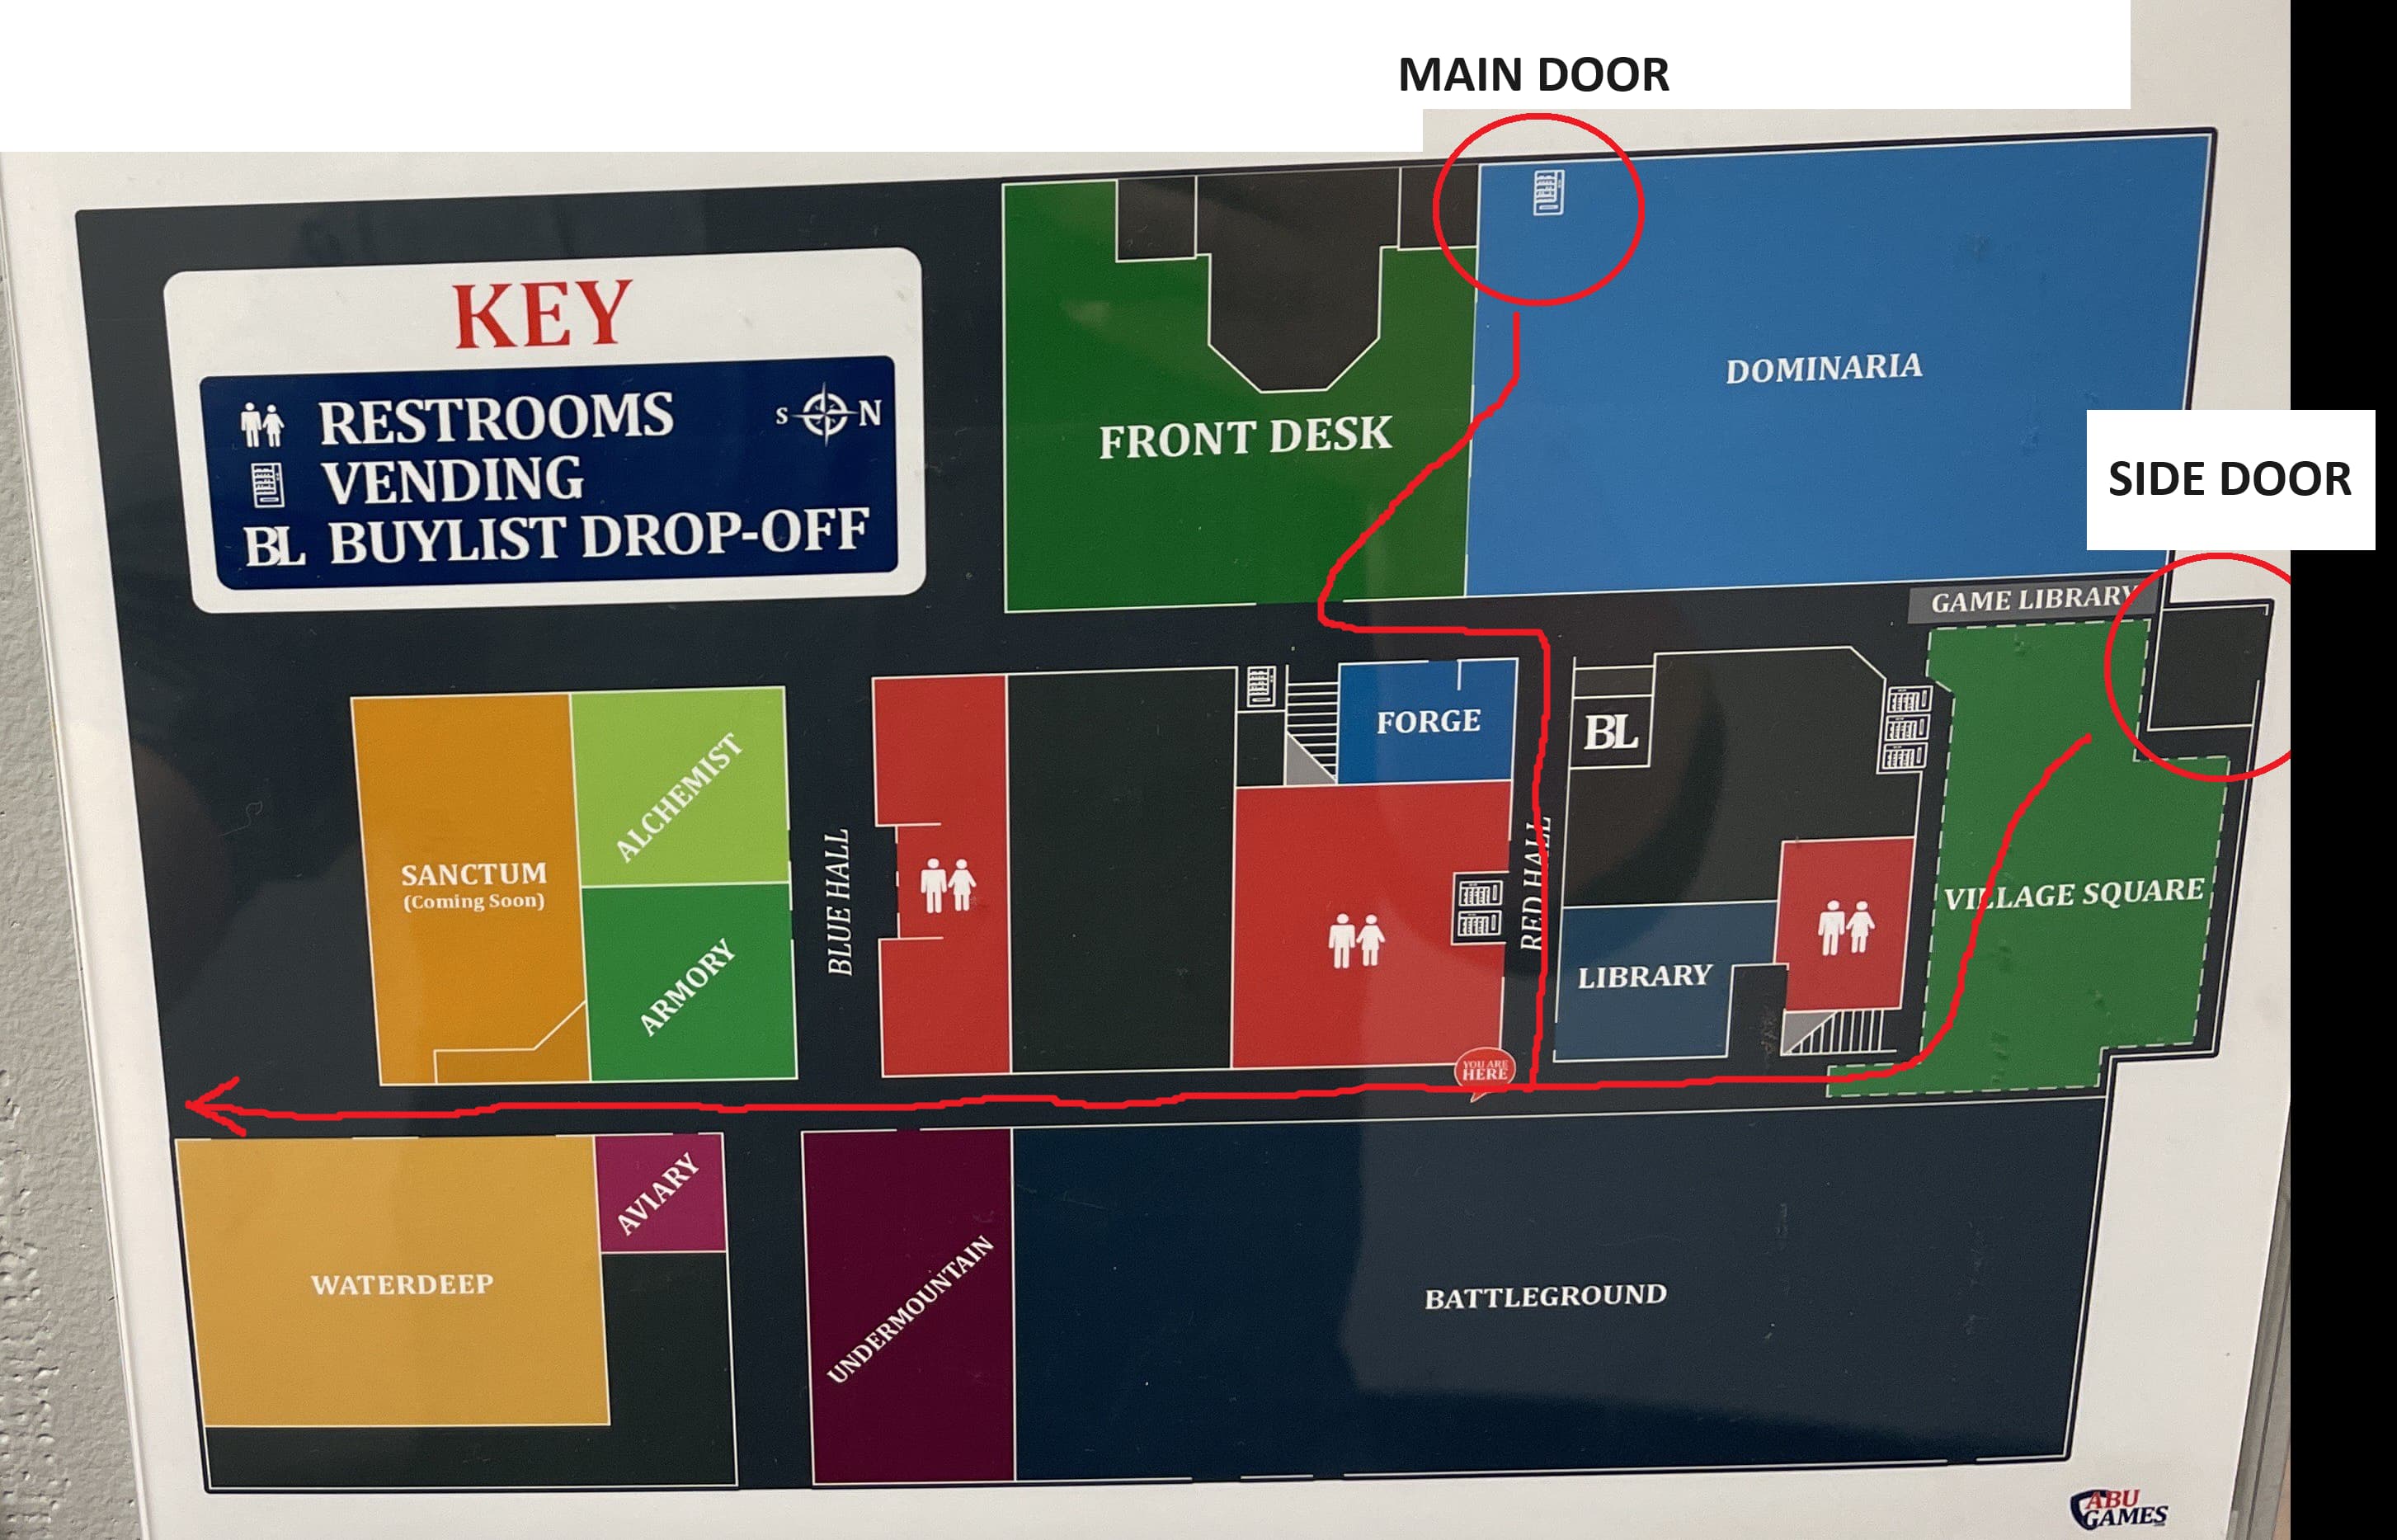 MAIN DOOR
KEY
RESTROOMS
S N
VENDING
BL BUYLIST DROP-OFF
FRONT DESK
DOMINARIA
SIDE DOOR
GAME LIBRARY
SANCTUM
(Coming Soon)
ALCHEMIST
ARMORY
BLUE HALL
FORGE
RED HALL
BL
LIBRARY
VILLAGE SQUARE
YOU ARE
HERE
WATERDEEP
AVIARY
UNDERMOUNTAIN
BATTLEGROUND
ABU
GAMES